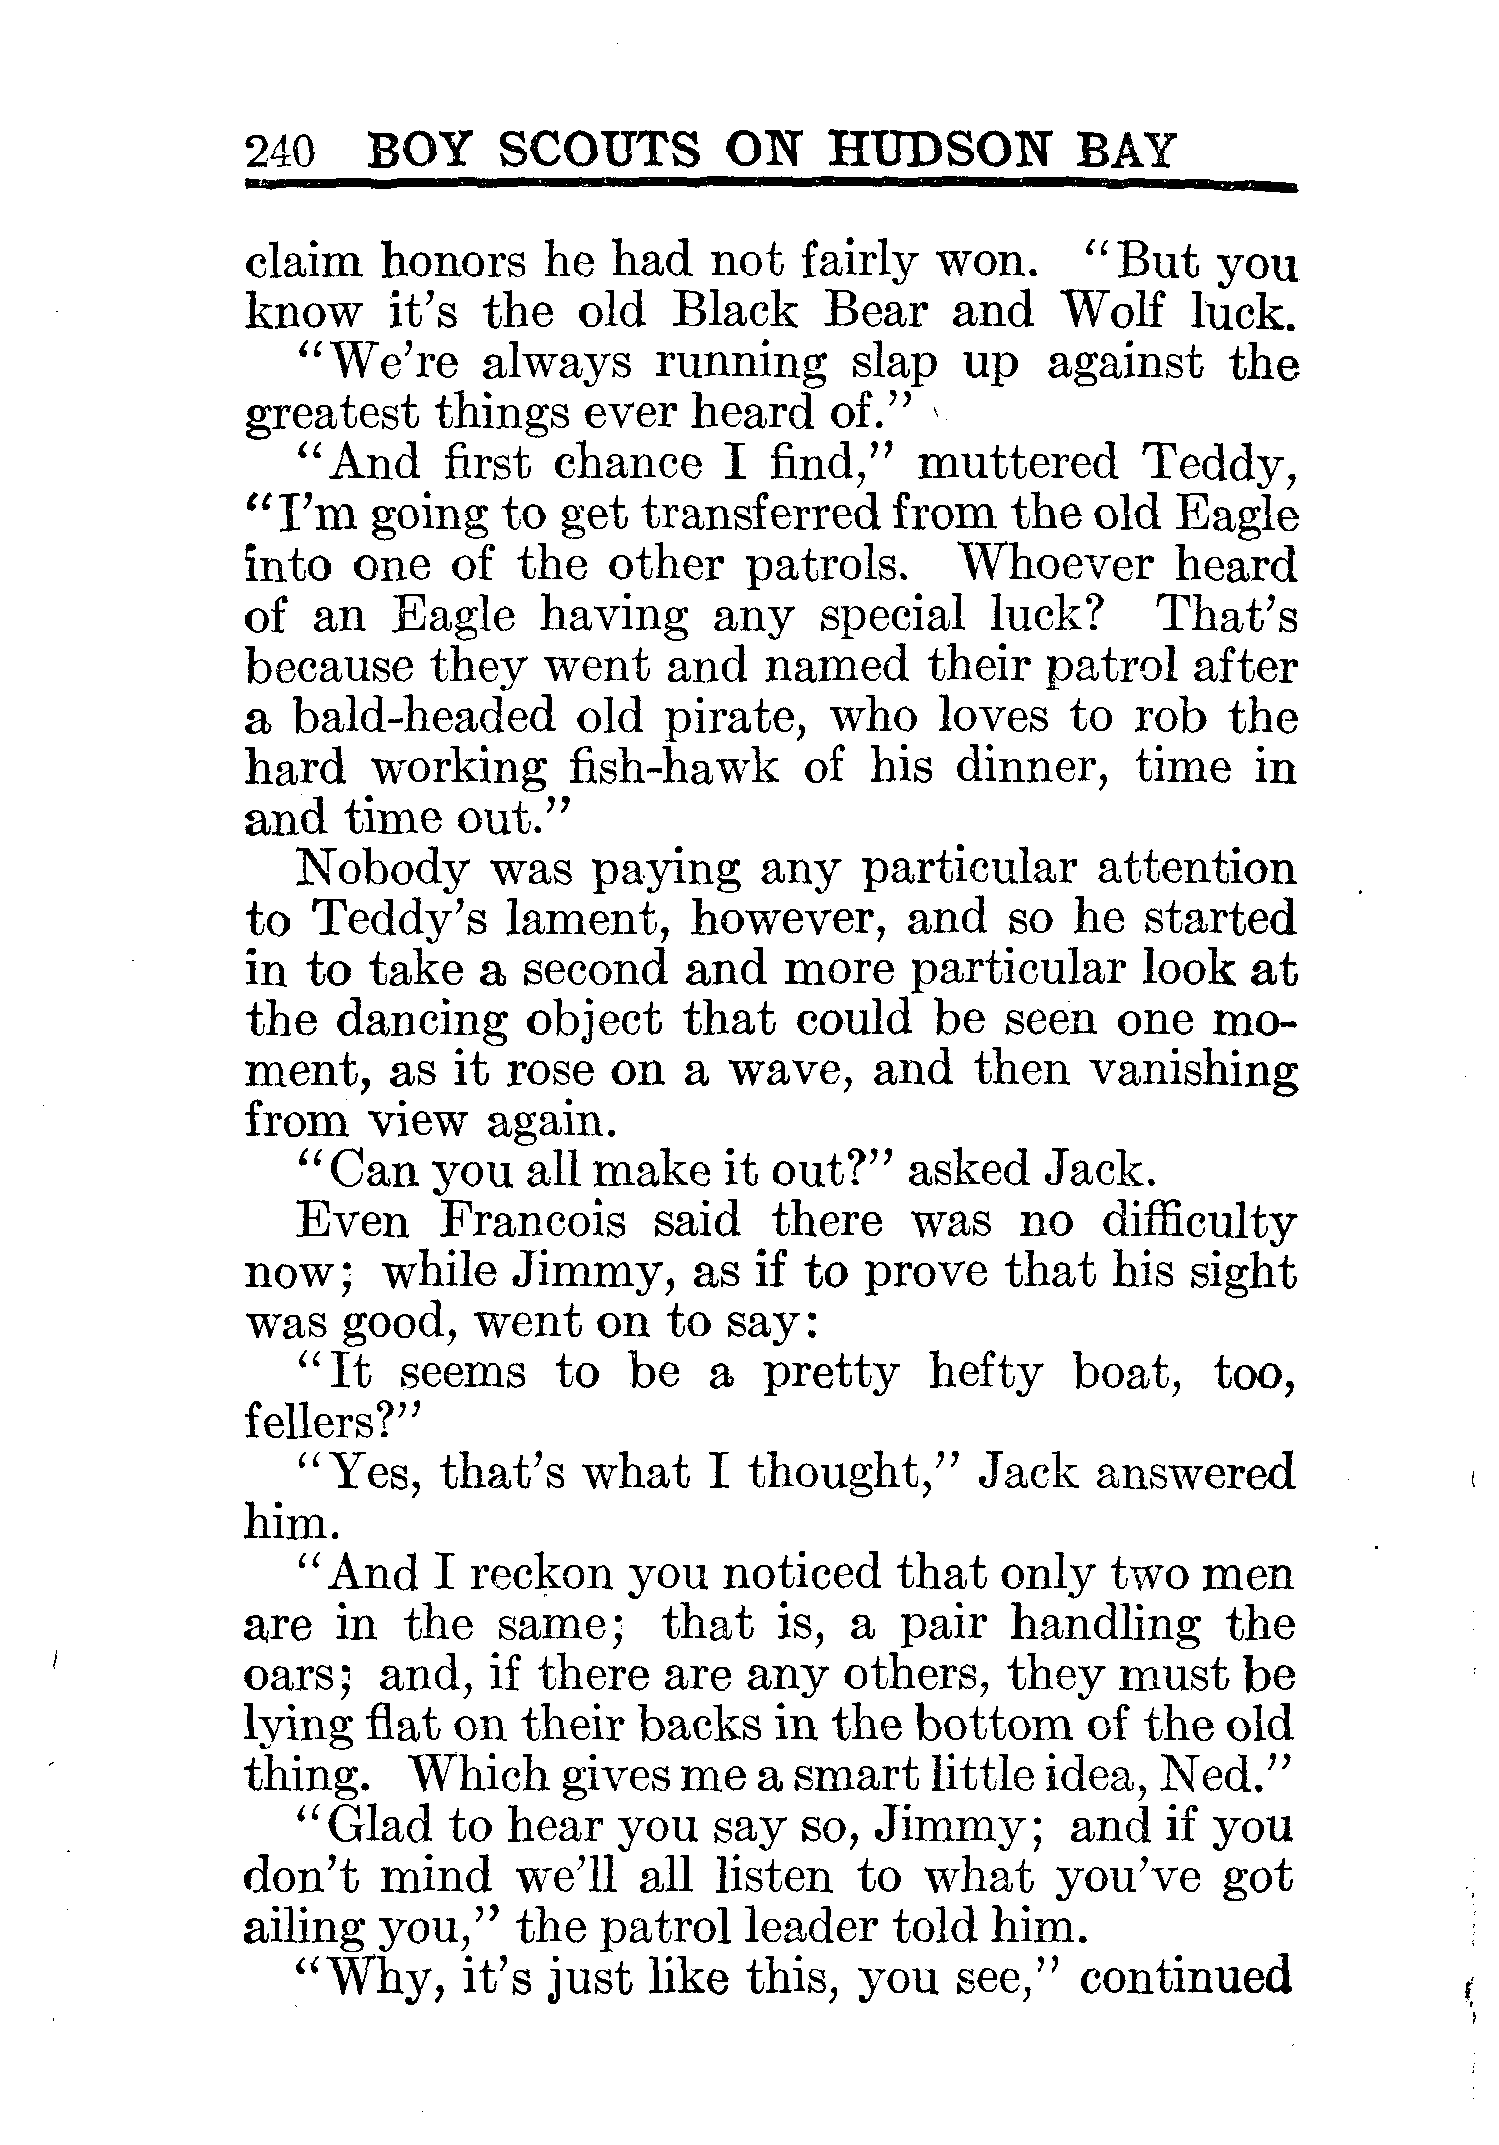 240 BOY SCOUTS ON HUDSON BAY
claim honors he had not fairly won. "But you
know it's the old Black Bear and Wolf luck.
"We're always running slap up against the
greatest things ever heard of."
"And first chance I find," muttered Teddy,
"I'm going to get transferred from the old Eagle
into one of the other patrols. Whoever heard
of an Eagle having any special luck? That's
because they went and named their patrol after
a bald-headed old pirate, who loves to rob the
hard working fish-hawk of his dinner, time in
and time out."
Nobody was paying any particular attention
to Teddy's lament, however, and so he started
in to take a second and more particular look at
the dancing object that could be seen one mo-
ment, as it rose on a wave, and then vanishing
from view again.
"Can you all make it out?" asked Jack.
Even Francois said there was no difficulty
now; while Jimmy, as if to prove that his sight
was good, went on to say:
"It seems to be a pretty hefty boat, too,
fellers?"
"Yes, that's what I thought," Jack answered
him.
"And I reckon you noticed that only two men
are in the same; that is, a pair handling the
oars; and, if there are any others, they must be
lying flat on their backs in the bottom of the old
thing. Which gives me a smart little idea, Ned."
"Glad to hear you say so, Jimmy; and if you
don't mind we'll all listen to what you've got
ailing you," the patrol leader told him.
"Why, it's just like this, you see," continued